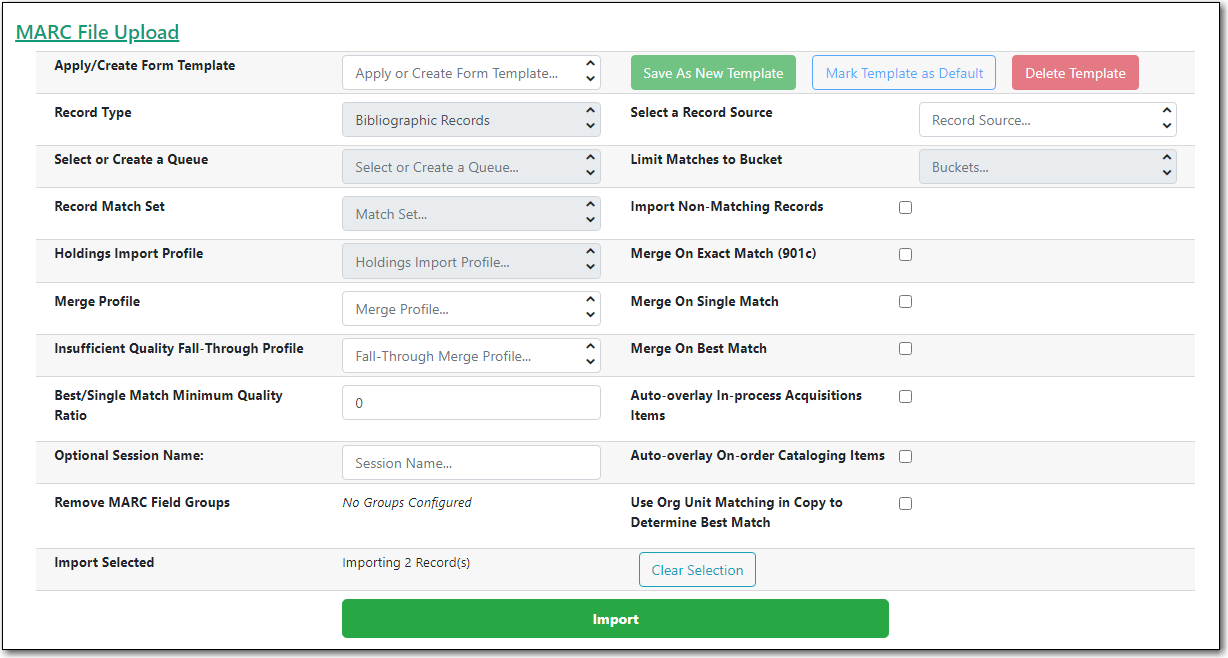 MARC File Upload
Apply/Create Form Template Apply or Create Form Template... Save As New Template Mark Template as Default Delete Template
Record Type Bibliographic Records Select a Record Source Record Source...
Select or Create a Queue Select or Create a Queue... Limit Matches to Bucket Buckets...
Record Match Set Match Set... Import Non-Matching Records
Holdings Import Profile Holdings Import Profile... Merge On Exact Match (901c)
Merge Profile Merge Profile... Merge On Single Match
Insufficient Quality Fall-Through Profile Fall-Through Merge Profile... Merge On Best Match
Best/Single Match Minimum Quality
Ratio
0
Auto-overlay In-process Acquisitions
Items
Optional Session Name: Session Name... Auto-overlay On-order Cataloging Items
Remove MARC Field Groups No Groups Configured
Use Org Unit Matching in Copy to
Determine Best Match
Import Selected Importing 2 Record(s) Clear Selection
Import